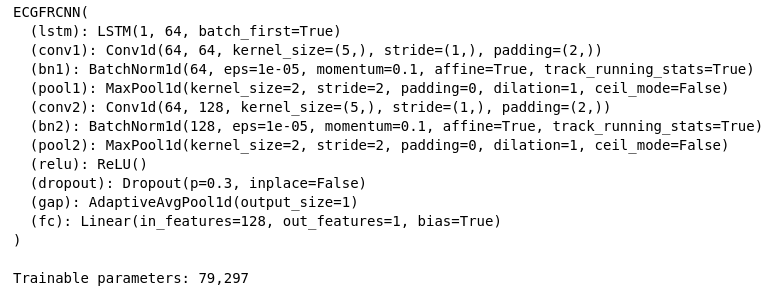 ECGFRCNN(
  (lstm): LSTM(1, 64, batch_first=True)
  (conv1): Conv1d(64, 64, kernel_size=(5,), stride=(1,), padding=(2,))
  (bn1): BatchNorm1d(64, eps=1e-05, momentum=0.1, affine=True, track_running_stats=True)
  (pool1): MaxPool1d(kernel_size=2, stride=2, padding=0, dilation=1, ceil_mode=False)
  (conv2): Conv1d(64, 128, kernel_size=(5,), stride=(1,), padding=(2,))
  (bn2): BatchNorm1d(128, eps=1e-05, momentum=0.1, affine=True, track_running_stats=True)
  (pool2): MaxPool1d(kernel_size=2, stride=2, padding=0, dilation=1, ceil_mode=False)
  (relu): ReLU()
  (dropout): Dropout(p=0.3, inplace=False)
  (gap): AdaptiveAvgPool1d(output_size=1)
  (fc): Linear(in_features=128, out_features=1, bias=True)
)

Trainable parameters: 79,297